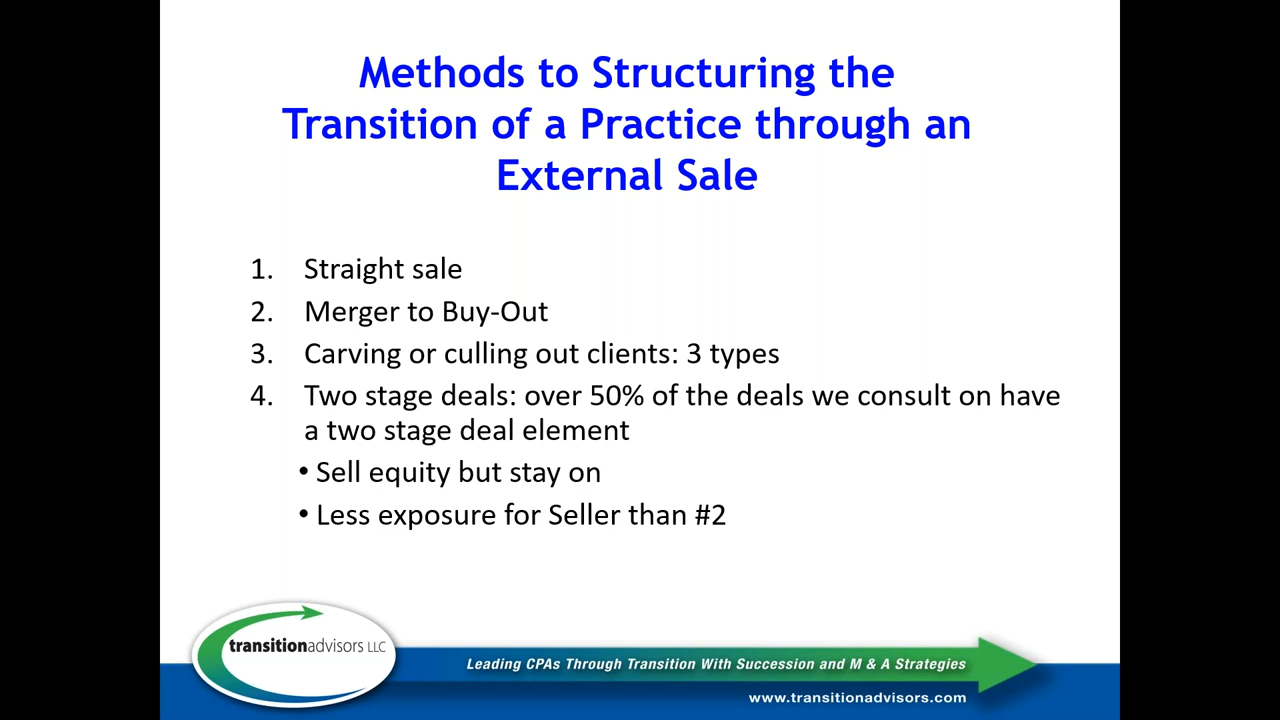 Methods to Structuring the
Transition of a Practice through an
External Sale
1. Straight sale
2. Merger to Buy-Out
3. Carving or culling out clients: 3 types
4. Two stage deals: over 50% of the deals we consult on have
a two stage deal element
• Sell equity but stay on
• Less exposure for Seller than #2
transitionadvisors LLC
Leading CPAs Through Transition With Succession and M & A Strategies
www.transitionadvisors.com